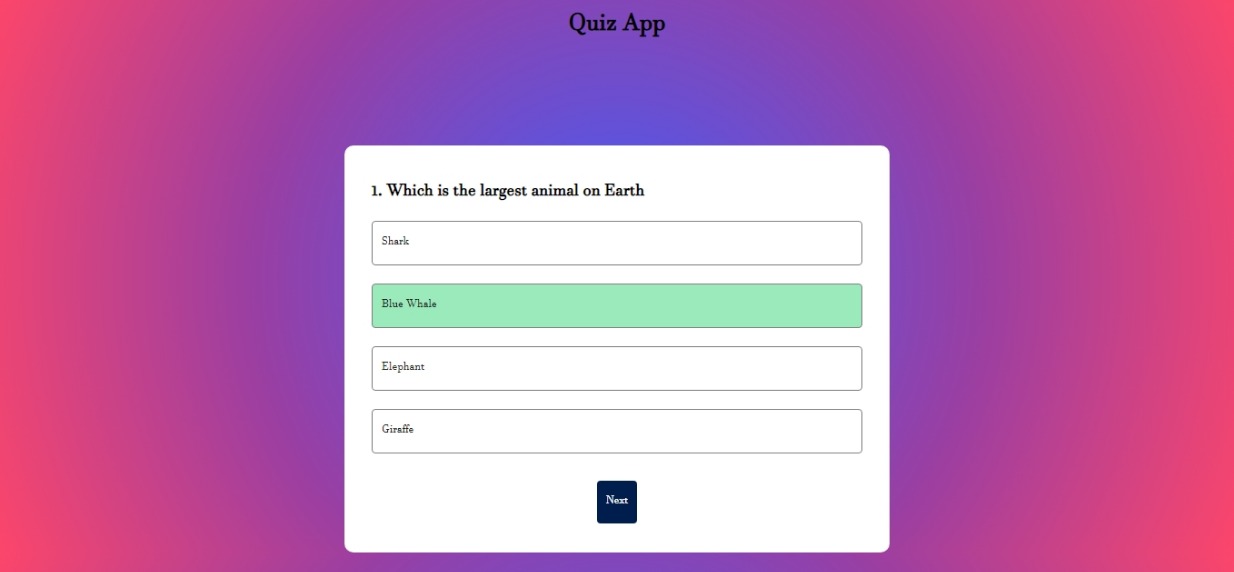 Quiz App
1. Which is the largest animal on Earth
Shark
Blue Whale
Elephant
Giraffe
Next